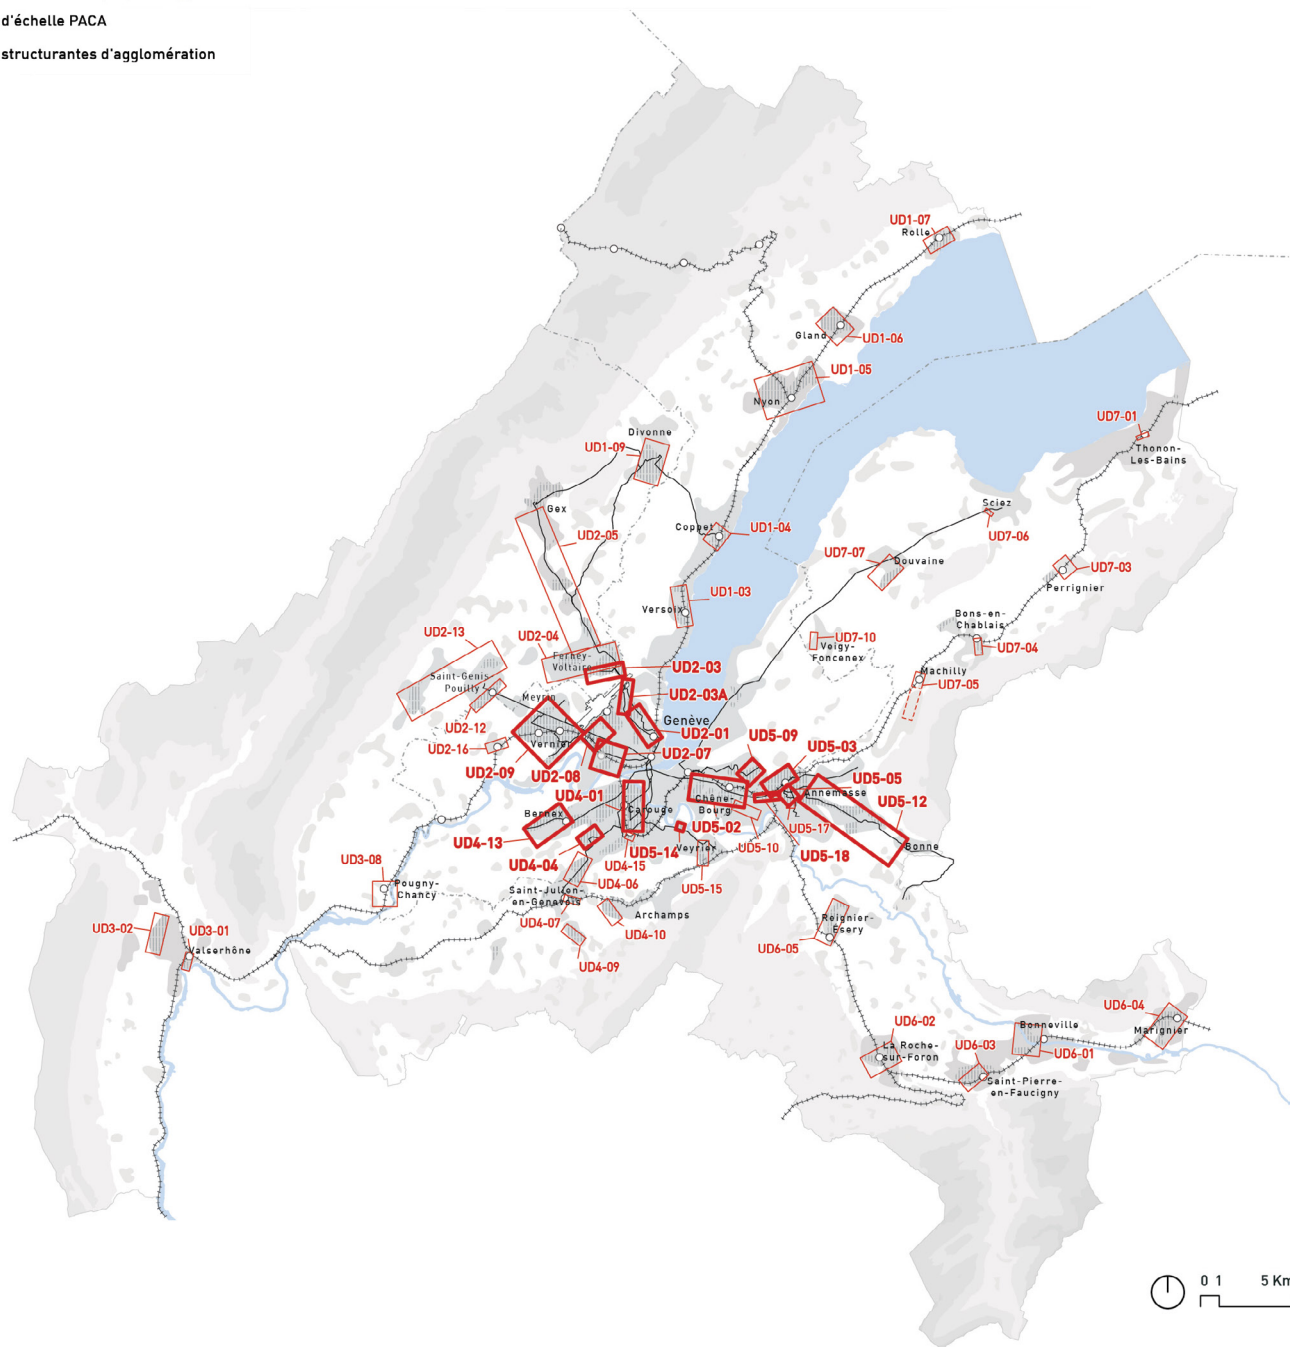 d'échelle PACA
structurantes d'agglomération
UD1-07
Rolle
Gland
UD1-06
UD1-05
Nyon
UD7-01
Thonon-
Les-Bains
Divonne
UD1-09
Gex
UD2-05
Coppet
UD1-04
Sciez
UD7-06
UD7-07
Douvaine
UD7-03
Perrignier
UD1-03
Versoix
Bons-en-
Chablais
UD7-04
UD7-10
Veigy-
Foncenex
UD2-13
UD2-04
Ferney-
Voltaire
UD2-03
Machilly
UD7-05
Saint-Genis
Pouilly
UD2-03A
Meyrin
UD2-12
Genève
UD2-01
UD5-09
UD2-16
Vernier
UD2-07
UD5-03
UD2-09
UD2-08
UD5-05
Annemasse
UD4-01
Chêne-
Bourg
UD5-12
Carouge
Bernex
UD5-02
UD5-17
UD4-13
UD5-14
Veyrier
UD5-10
UD5-18
Bonne
UD4-04
UD4-15
UD3-08
UD4-06
UD5-15
Pougny-
Chancy
Saint-Julien-
en-Genevois
Archamps
UD4-07
UD4-10
UD3-02
UD3-01
Valserhône
Reignier-
Ésery
UD6-05
UD4-09
UD6-04
Marignier
UD6-02
Bonneville
La Roche-
sur-Foron
UD6-03
UD6-01
Saint-Pierre-
en-Faucigny
0 1 5 Km